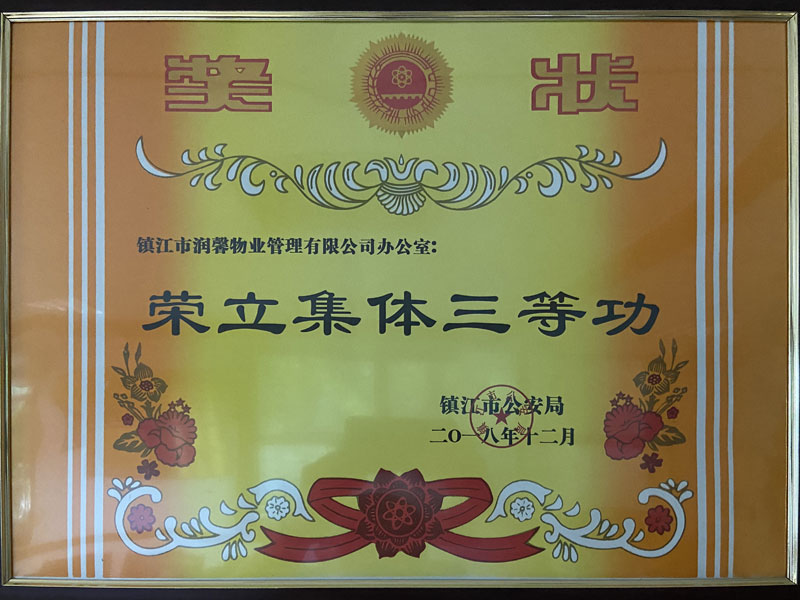 奖状
镇江市润馨物业管理有限公司办公室：
荣立集体三等功
镇江市公安局
二〇一八年十二月